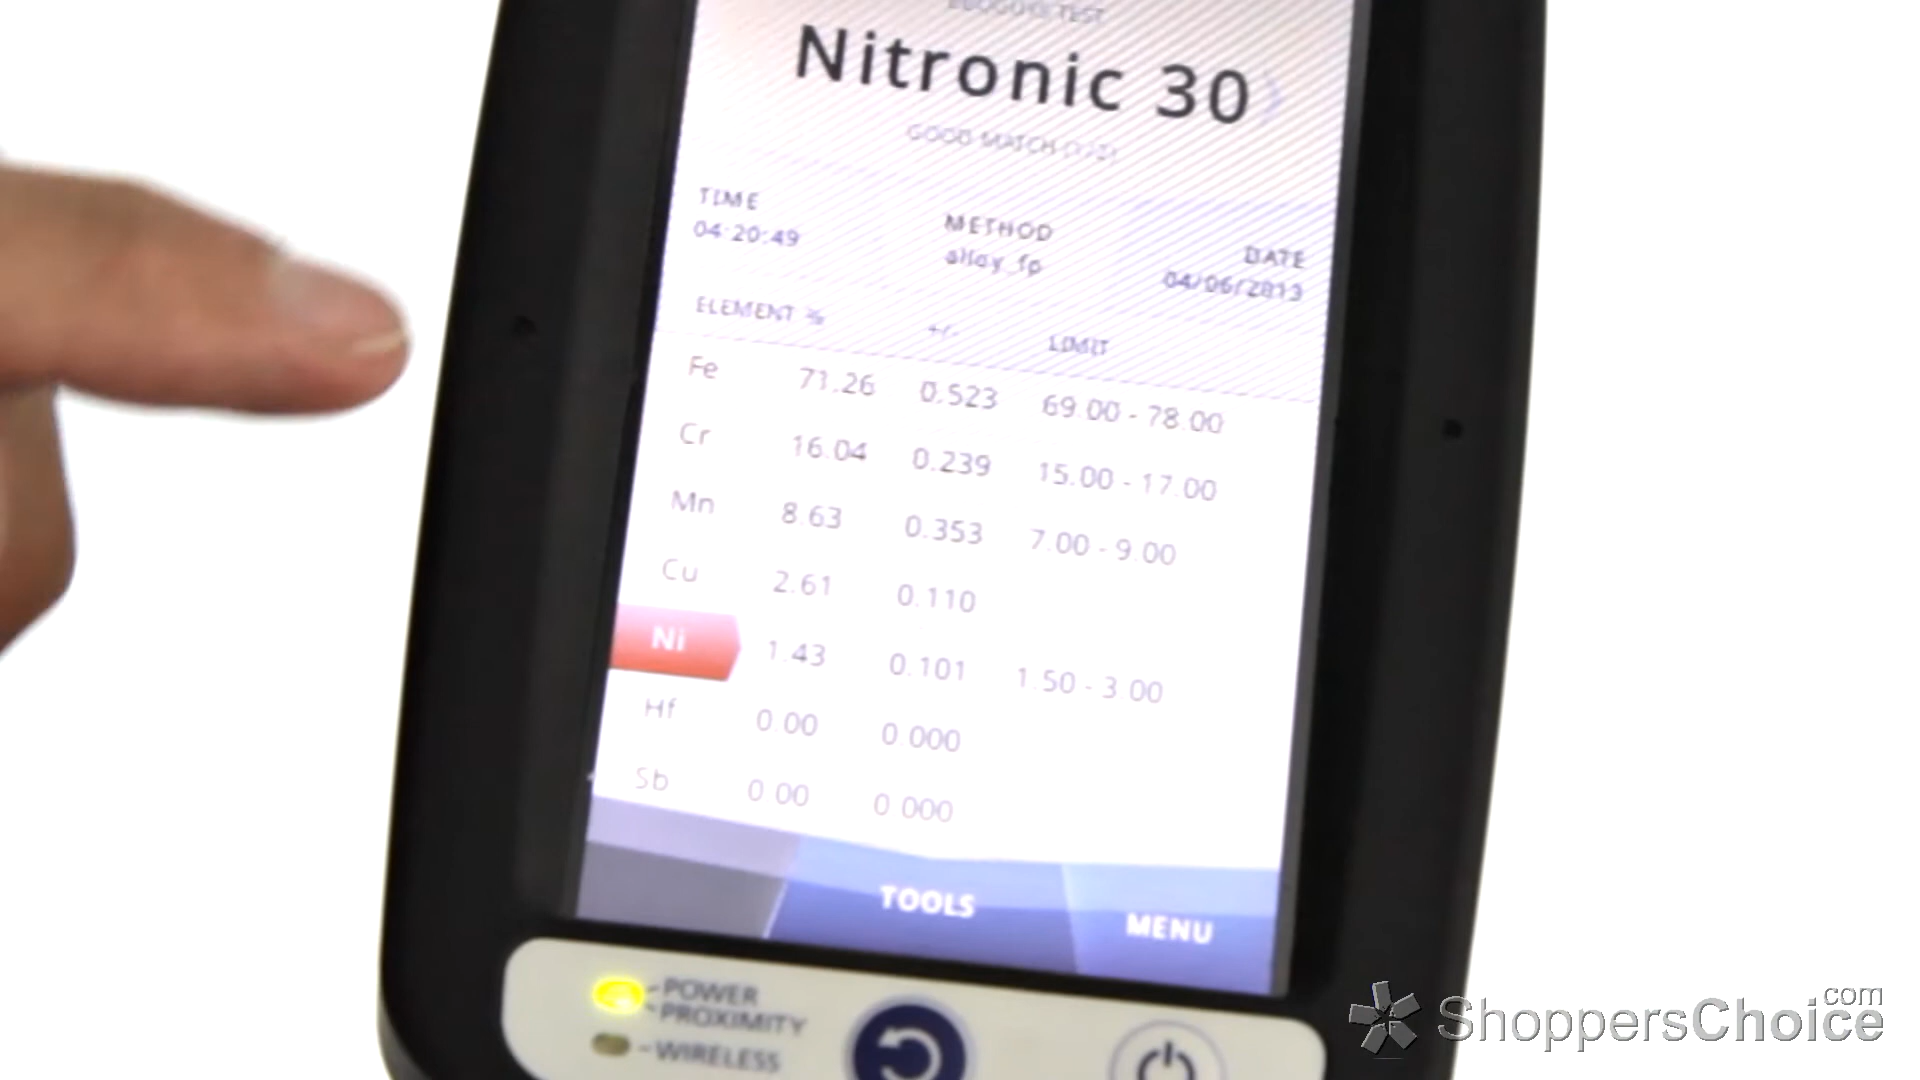 TEST
Nitronic 30
GOOD MATCH
TIME
04:20:49
METHOD
alloy_fp
DATE
04/06/2013
ELEMENT % +/- LIMIT
Fe 71.26 0.523 69.00 - 78.00
Cr 16.04 0.239 15.00 - 17.00
Mn 8.63 0.353 7.00 - 9.00
Cu 2.61 0.110
Ni 1.43 0.101 1.50 - 3.00
Hf 0.00 0.000
Sb 0.00 0.000
TOOLS MENU
POWER
PROXIMITY
WIRELESS
ShoppersChoice.com